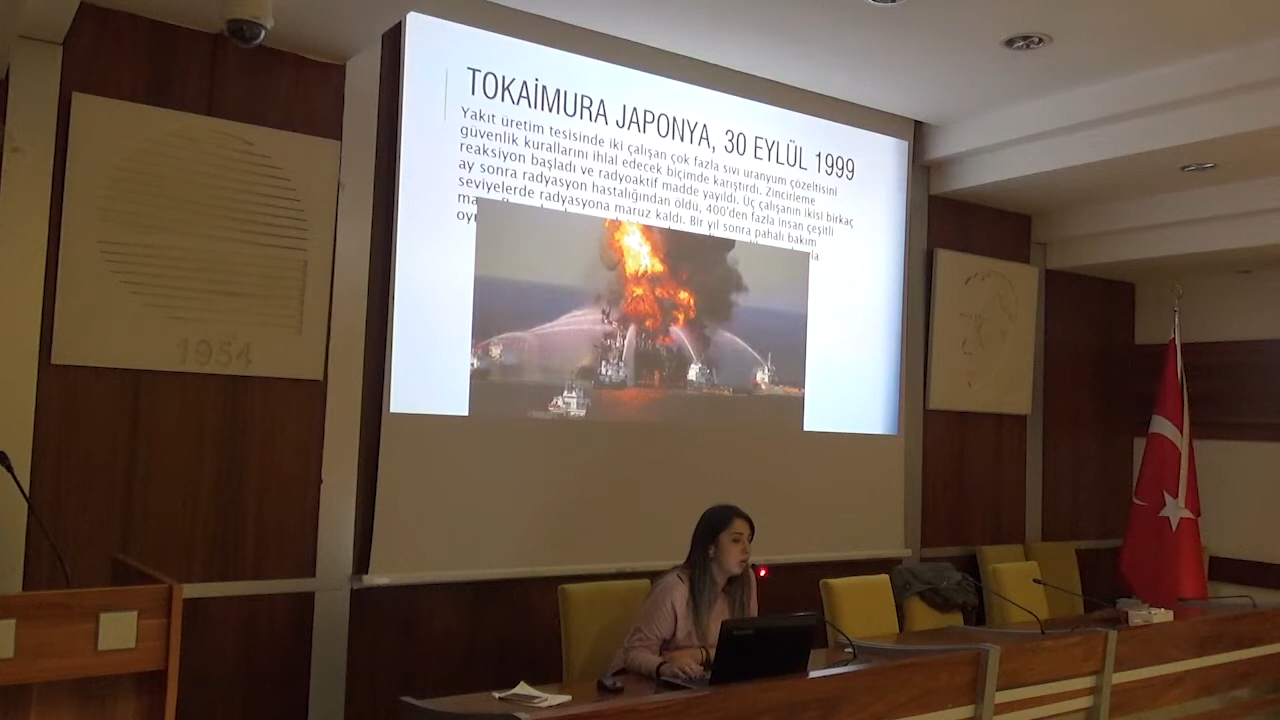 TOKAİMURA JAPONYA, 30 EYLÜL 1999
Yakıt üretim tesisinde iki çalışan çok fazla sıvı uranyum çözeltisini
güvenlik kurallarını ihlal edecek biçimde karıştırdı. Zincirleme
reaksiyon başladı ve radyoaktif madde yayıldı. Üç çalışanın ikisi birkaç
ay sonra radyasyon hastalığından öldü, 400'den fazla insan çeşitli
seviyelerde radyasyona maruz kaldı. Bir yıl sonra pahalı bakım
1954